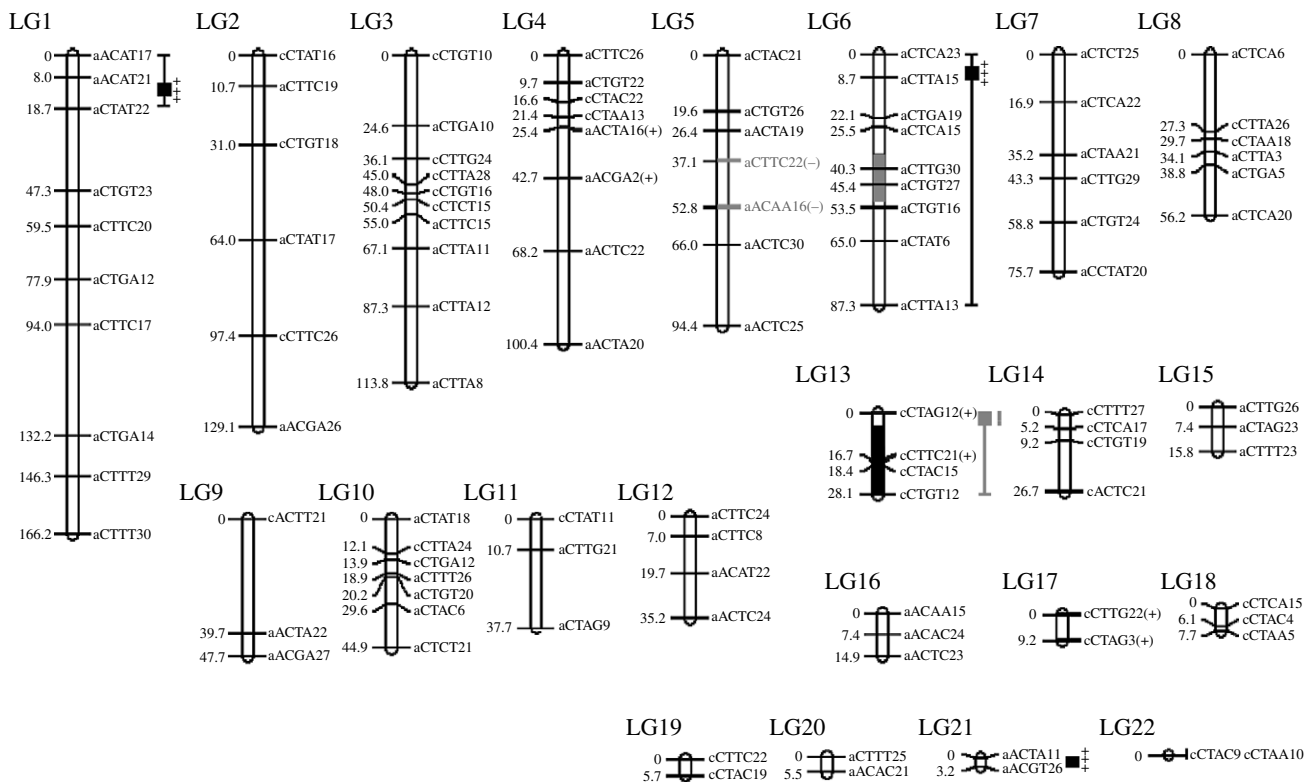 LG1
0 aACAT17
8.0 aACAT21
18.7 aCTAT22
47.3 aCTGT23
59.5 aCTTC20
77.9 aCTGA12
94.0 aCTTC17
132.2 aCTGA14
146.3 aCTTT29
166.2 aCTTT30
+
+
+
LG2
0 cCTAT16
10.7 aCTTC19
31.0 cCTGT18
64.0 aCTAT17
97.4 cCTTC26
129.1 aACGA26
LG3
0 cCTGT10
24.6 aCTGA10
36.1 cCTTG24
45.0 cCTTA28
48.0 cCTGT16
50.4 cCTCT15
55.0 aCTTC15
67.1 aCTTA11
87.3 aCTTA12
113.8 aCTTA8
LG4
0 aCTTC26
9.7 aCTGT22
16.6 cCTAC22
21.4 cCTAA13
25.4 aACTA16(+)
42.7 aACGA2(+)
68.2 aACTC22
100.4 aACTA20
LG5
0 aCTAC21
19.6 aCTGT26
26.4 aACTA19
37.1 aCTTC22(−)
52.8 aACAA16(−)
66.0 aACTC30
94.4 aACTC25
LG6
0 aCTCA23
8.7 aCTTA15
22.1 aCTGA19
25.5 aCTCA15
40.3 aCTTG30
45.4 aCTGT27
53.5 aCTGT16
65.0 aCTAT6
87.3 aCTTA13
+
+
+
LG7
0 aCTCT25
16.9 aCTCA22
35.2 aCTAA21
43.3 aCTTG29
58.8 aCTGT24
75.7 aCCTAT20
LG8
0 aCTCA6
27.3 cCTTA26
29.7 cCTAA18
34.1 aCTTA3
38.8 aCTGA5
56.2 aCTCA20
LG13
0 cCTAG12(+)
16.7 cCTTC21(+)
18.4 cCTAC15
28.1 cCTGT12
LG14
0 cCTTT27
5.2 cCTCA17
9.2 cCTGT19
26.7 cACTC21
LG15
0 aCTTG26
7.4 aCTAG23
15.8 aCTTT23
LG9
0 cACTT21
39.7 aACTA22
47.7 aACGA27
LG10
0 aCTAT18
12.1 cCTTA24
13.9 cCTGA12
18.9 aCTTT26
20.2 aCTGT20
29.6 aCTAC6
44.9 aCTCT21
LG11
0 cCTAT11
10.7 aCTTG21
37.7 aCTAG9
LG12
0 aCTTC24
7.0 aCTTC8
19.7 aACAT22
35.2 aACTC24
LG16
0 aACAA15
7.4 aACAC24
14.9 aACTC23
LG17
0 cCTTG22(+)
9.2 cCTAG3(+)
LG18
0 cCTCA15
6.1 cCTAC4
7.7 cCTAA5
LG19
0 cCTTC22
5.7 cCTAC19
LG20
0 aCTTT25
5.5 aACAC21
LG21
0 aACTA11
3.2 aACGT26
+
+
+
LG22
0 cCTAC9 cCTAA10